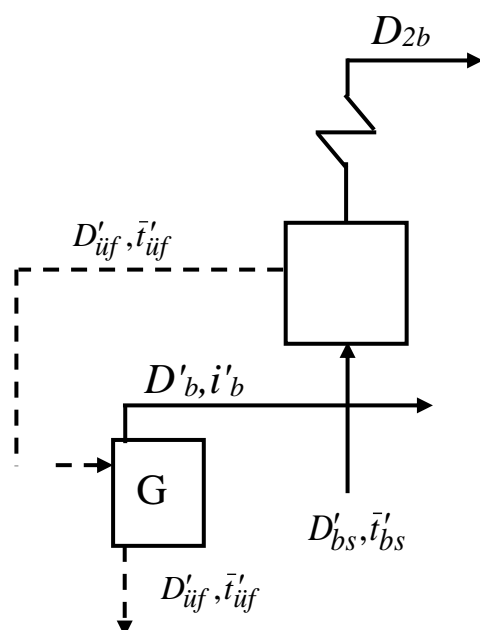 D₂b
D'üf, t̄'üf
D'b, i'b
G
D'bs, t̄'bs
D'üf, t̄'üf